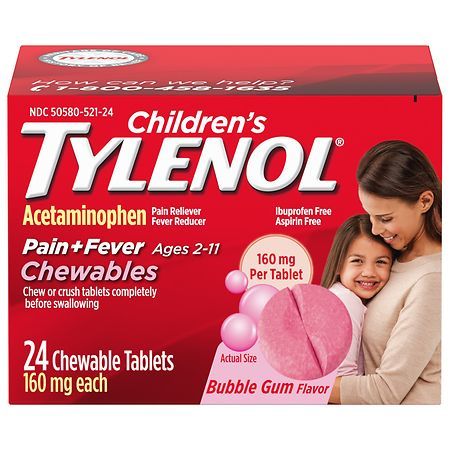 TYLENOL
How can we help?
1-800-458-1635
NDC 50580-521-24
Children's
TYLENOL®
Acetaminophen Pain Reliever
Fever Reducer
Ibuprofen Free
Aspirin Free
Pain+Fever Ages 2-11
Chewables
Chew or crush tablets completely
before swallowing
160 mg
Per Tablet
24 Chewable Tablets
160 mg each
Actual Size
Bubble Gum Flavor